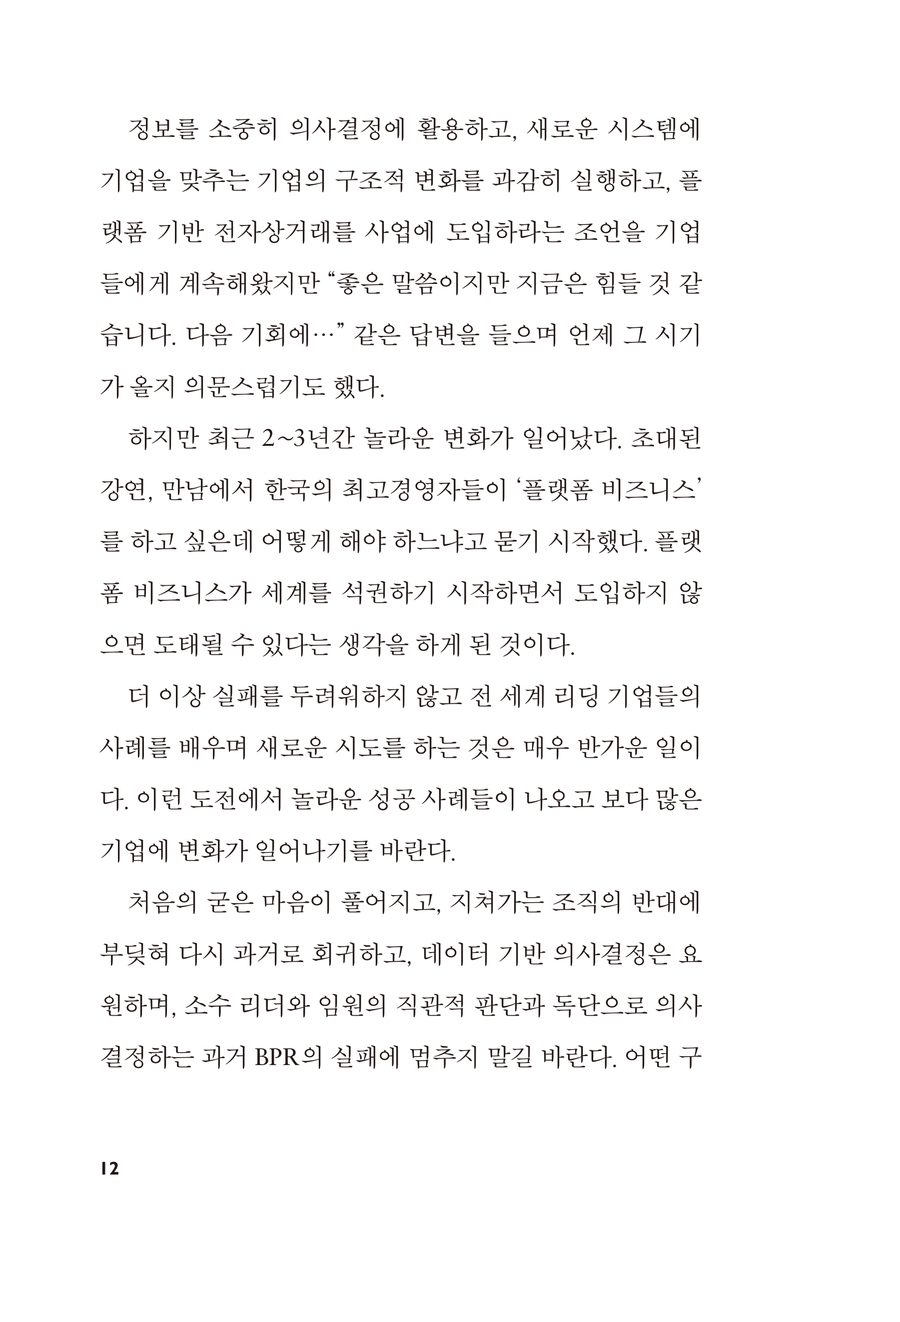 정보를 소중히 의사결정에 활용하고, 새로운 시스템에
기업을 맞추는 기업의 구조적 변화를 과감히 실행하고, 플
랫폼 기반 전자상거래를 사업에 도입하라는 조언을 기업
들에게 계속해왔지만 “좋은 말씀이지만 지금은 힘들 것 같
습니다. 다음 기회에…” 같은 답변을 들으며 언제 그 시기
가 올지 의문스럽기도 했다.
하지만 최근 2~3년간 놀라운 변화가 일어났다. 초대된
강연, 만남에서 한국의 최고경영자들이 ‘플랫폼 비즈니스’
를 하고 싶은데 어떻게 해야 하느냐고 묻기 시작했다. 플랫
폼 비즈니스가 세계를 석권하기 시작하면서 도입하지 않
으면 도태될 수 있다는 생각을 하게 된 것이다.
더 이상 실패를 두려워하지 않고 전 세계 리딩 기업들의
사례를 배우며 새로운 시도를 하는 것은 매우 반가운 일이
다. 이런 도전에서 놀라운 성공 사례들이 나오고 보다 많은
기업에 변화가 일어나기를 바란다.
처음의 굳은 마음이 풀어지고, 지쳐가는 조직의 반대에
부딪혀 다시 과거로 회귀하고, 데이터 기반 의사결정은 요
원하며, 소수 리더와 임원의 직관적 판단과 독단으로 의사
결정하는 과거 BPR의 실패에 멈추지 말길 바란다. 어떤 구
12